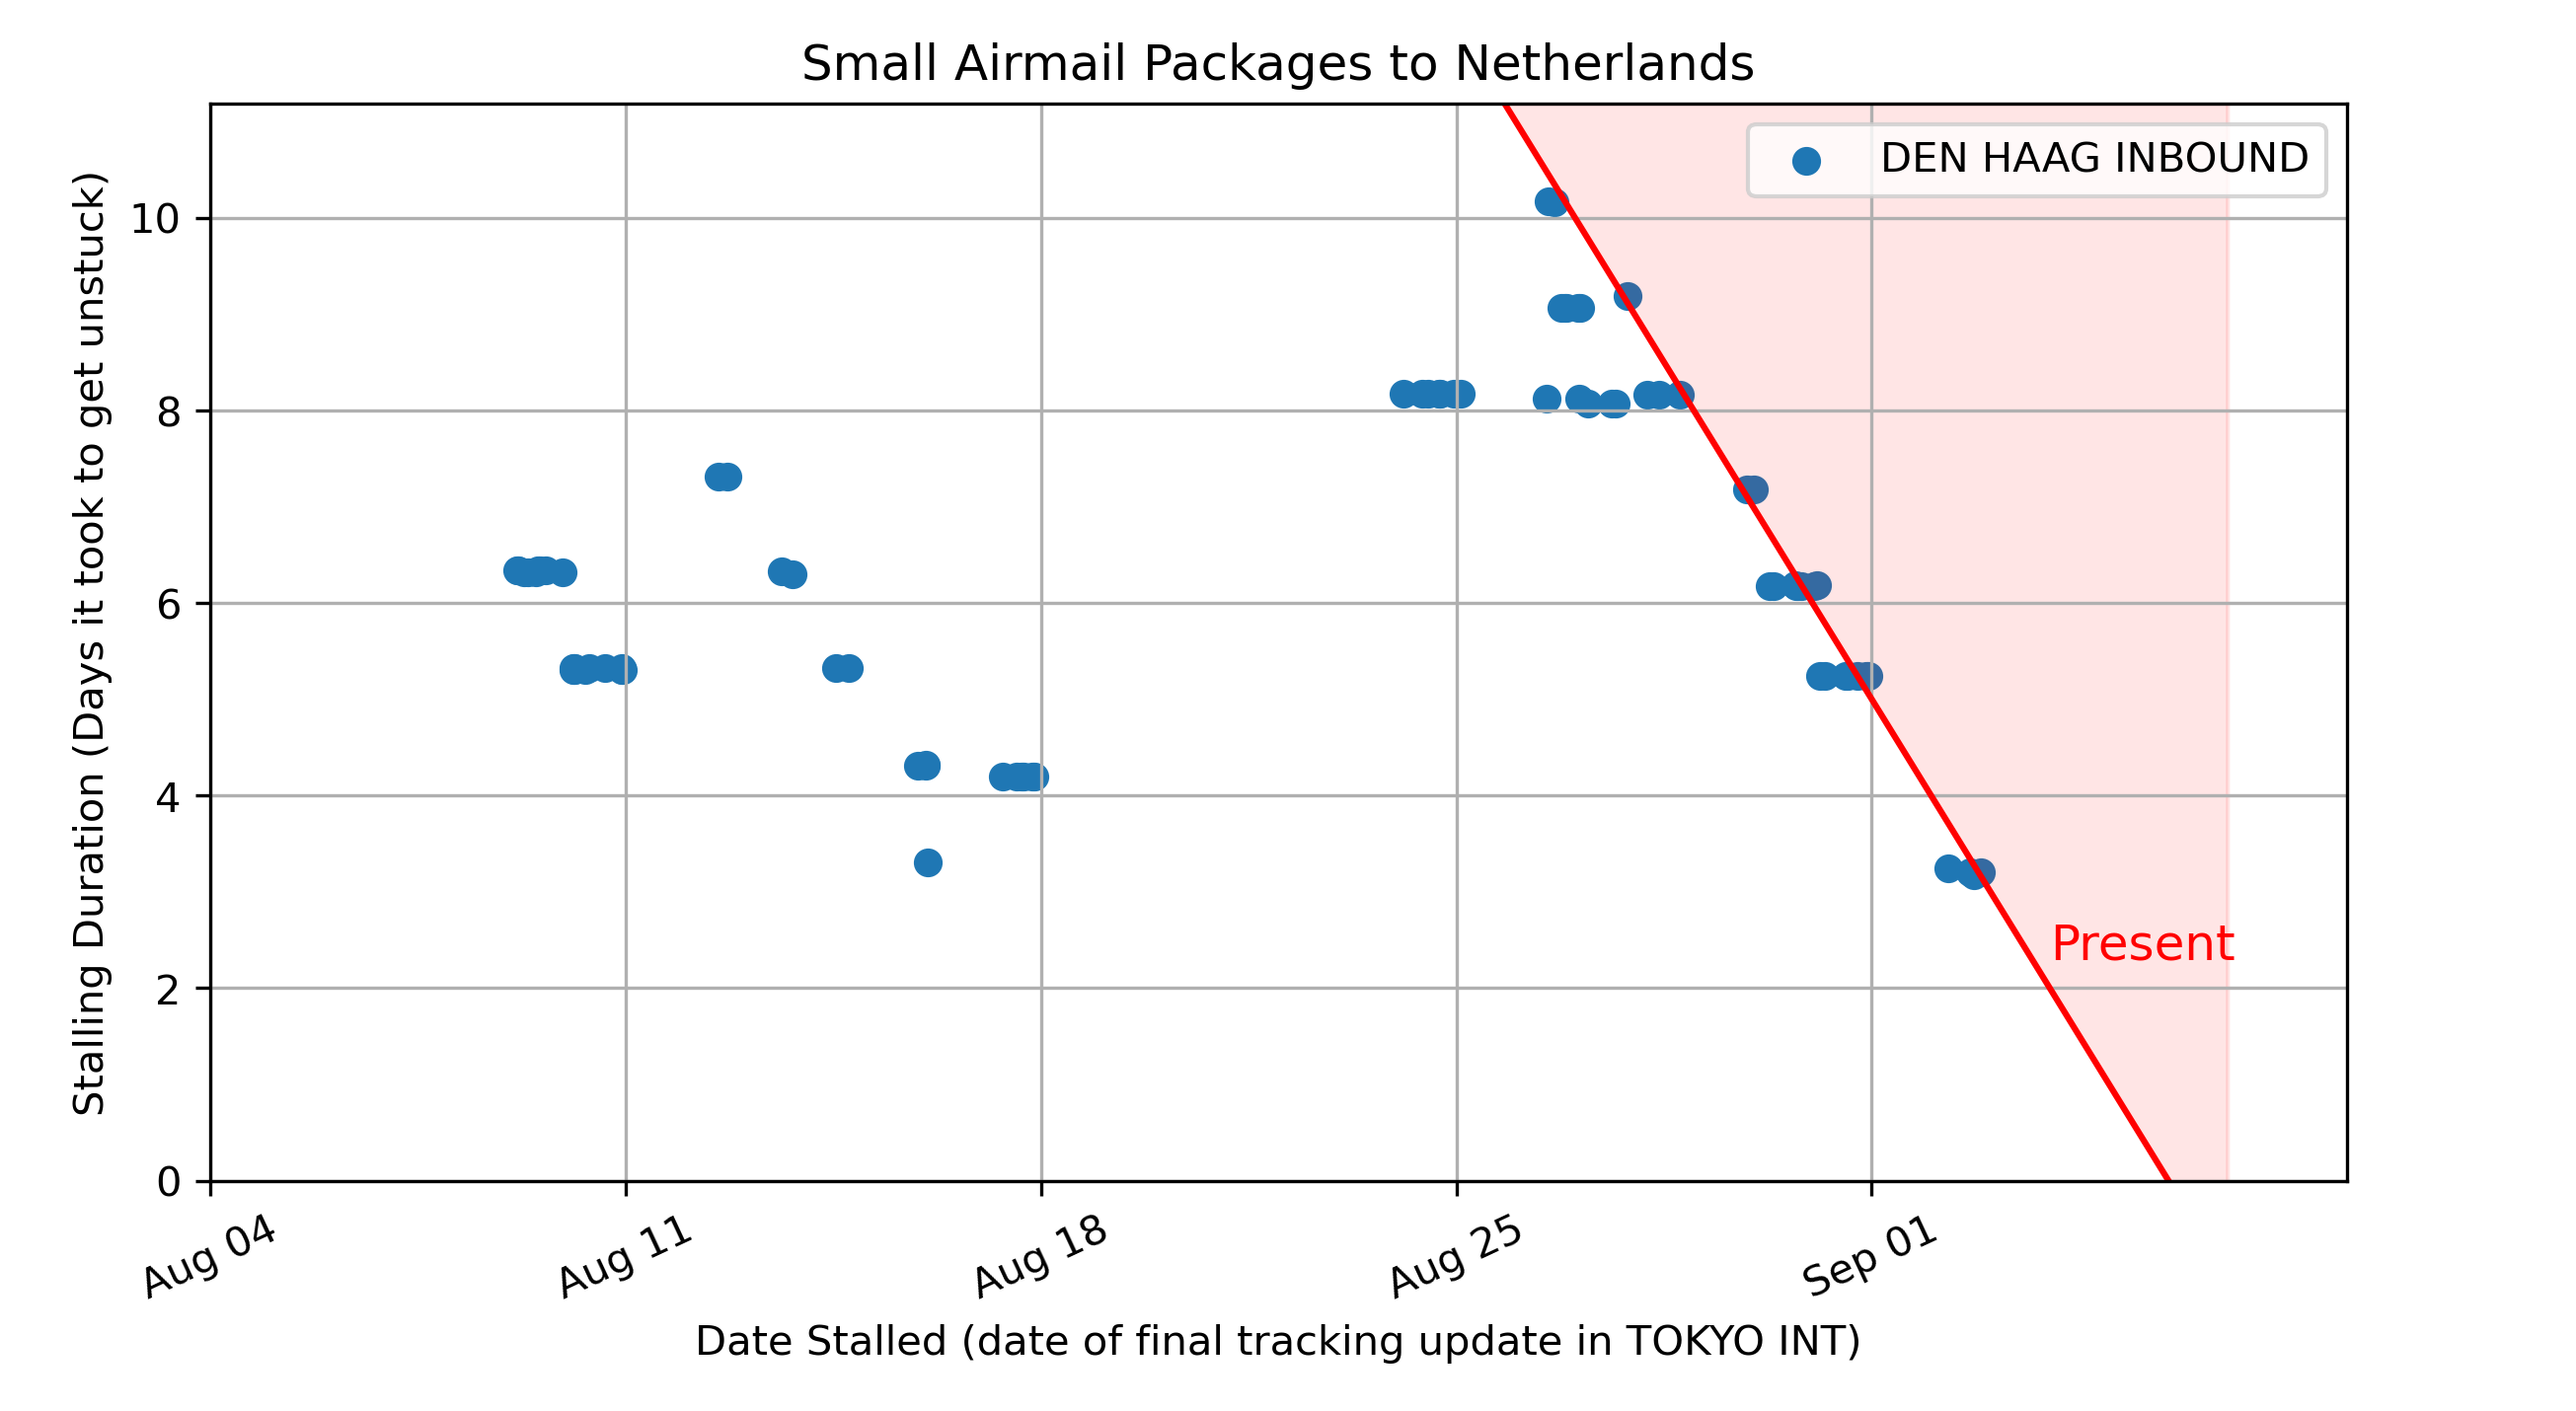 Small Airmail Packages to Netherlands
DEN HAAG INBOUND
Stalling Duration (Days it took to get unstuck)
10
8
6
4
2
0
Present
Aug 04
Aug 11
Aug 18
Aug 25
Sep 01
Date Stalled (date of final tracking update in TOKYO INT)